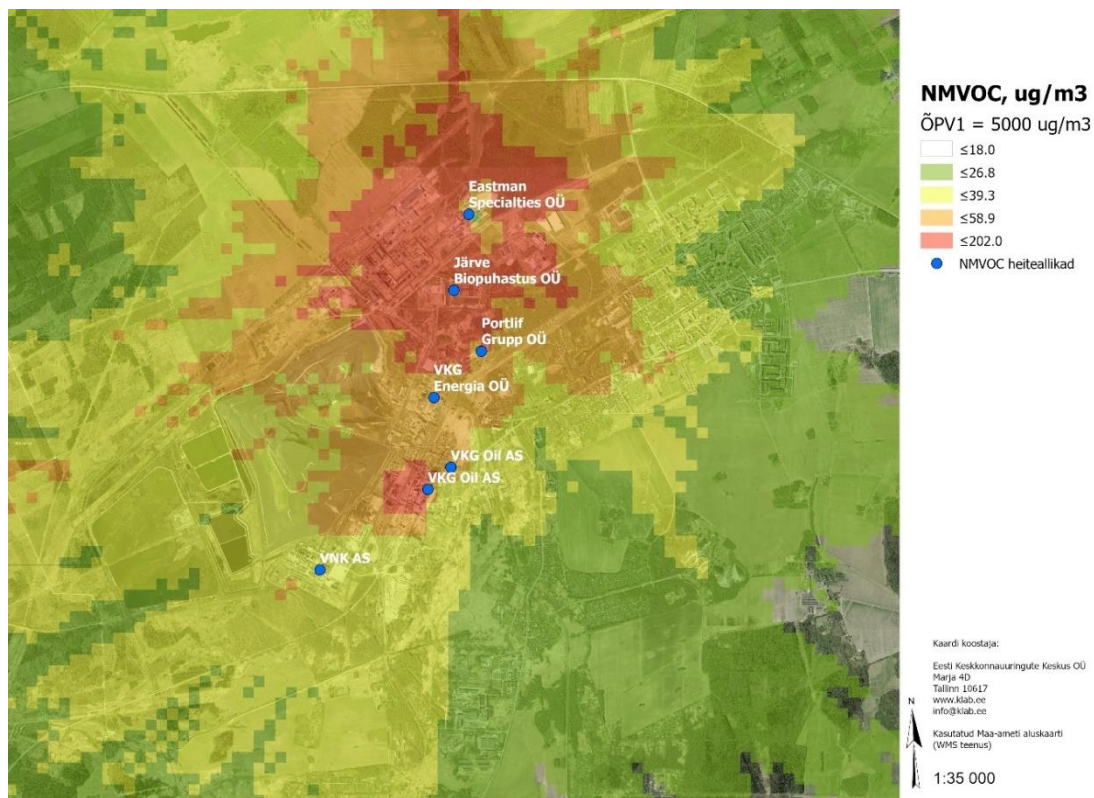 Eastman
Specialties OÜ
Järve
Biopuhastus OÜ
Portlif
Grupp OÜ
VKG
Energia OÜ
VKG Oil AS
VKG Oil AS
VNK AS
NMVOC, ug/m3
ÕPV1 = 5000 ug/m3
≤18.0
≤26.8
≤39.3
≤58.9
≤202.0
NMVOC heiteallikad
Kaardi koostaja:
Eesti Keskkonnauuringute Keskus OÜ
Marja 4D
Tallinn 10617
www.klab.ee
info@klab.ee
N
Kasutatud Maa-ameti aluskaarti
(WMS teenus)
1:35 000